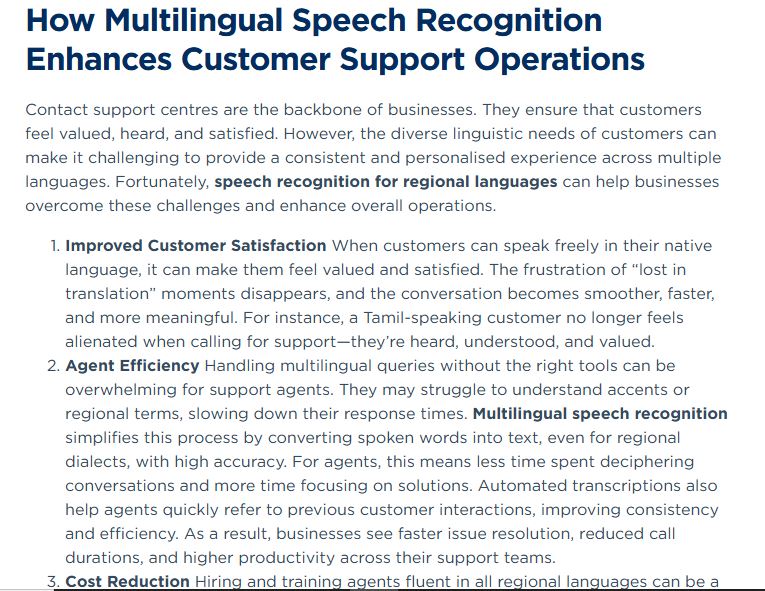 How Multilingual Speech Recognition
Enhances Customer Support Operations
Contact support centres are the backbone of businesses. They ensure that customers
feel valued, heard, and satisfied. However, the diverse linguistic needs of customers can
make it challenging to provide a consistent and personalised experience across multiple
languages. Fortunately, speech recognition for regional languages can help businesses
overcome these challenges and enhance overall operations.
1. Improved Customer Satisfaction When customers can speak freely in their native
language, it can make them feel valued and satisfied. The frustration of “lost in
translation” moments disappears, and the conversation becomes smoother, faster,
and more meaningful. For instance, a Tamil-speaking customer no longer feels
alienated when calling for support—they’re heard, understood, and valued.
2. Agent Efficiency Handling multilingual queries without the right tools can be
overwhelming for support agents. They may struggle to understand accents or
regional terms, slowing down their response times. Multilingual speech recognition
simplifies this process by converting spoken words into text, even for regional
dialects, with high accuracy. For agents, this means less time spent deciphering
conversations and more time focusing on solutions. Automated transcriptions also
help agents quickly refer to previous customer interactions, improving consistency
and efficiency. As a result, businesses see faster issue resolution, reduced call
durations, and higher productivity across their support teams.
3. Cost Reduction Hiring and training agents fluent in all regional languages can be a